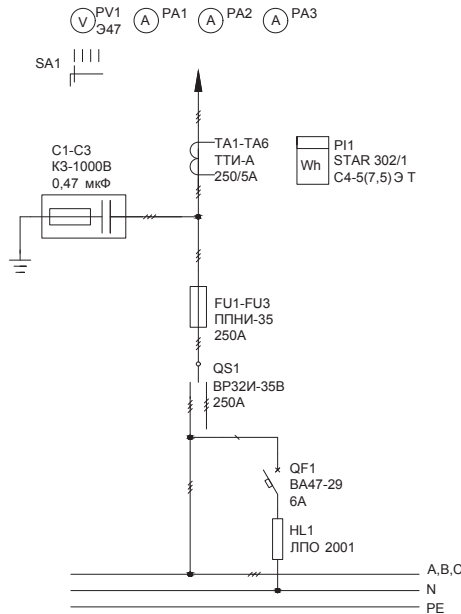 V
PV1
Э47
A
PA1
A
PA2
A
PA3
SA1
TA1-TA6
ТТИ-А
250/5А
Wh
PI1
STAR 302/1
С4-5(7,5) Э Т
C1-C3
К3-1000В
0,47 мкФ
FU1-FU3
ППНИ-35
250А
QS1
ВР32И-35В
250А
QF1
ВА47-29
6А
HL1
ЛПО 2001
A,B,C
N
PE